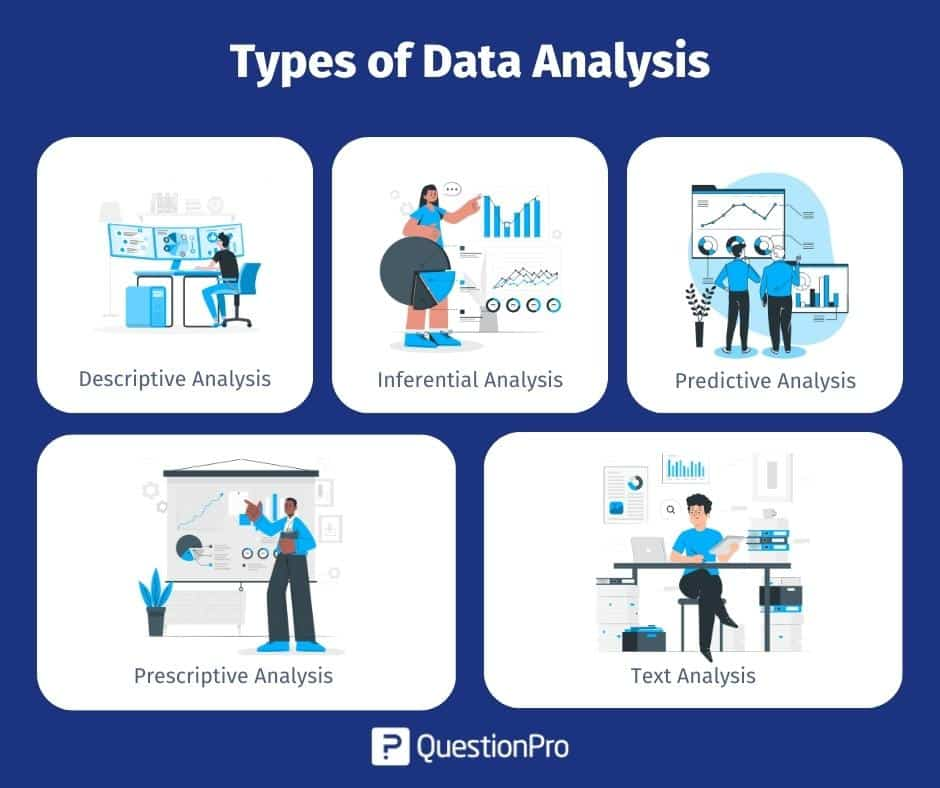 Types of Data Analysis
Descriptive Analysis
Inferential Analysis
Predictive Analysis
Prescriptive Analysis
Text Analysis
QuestionPro